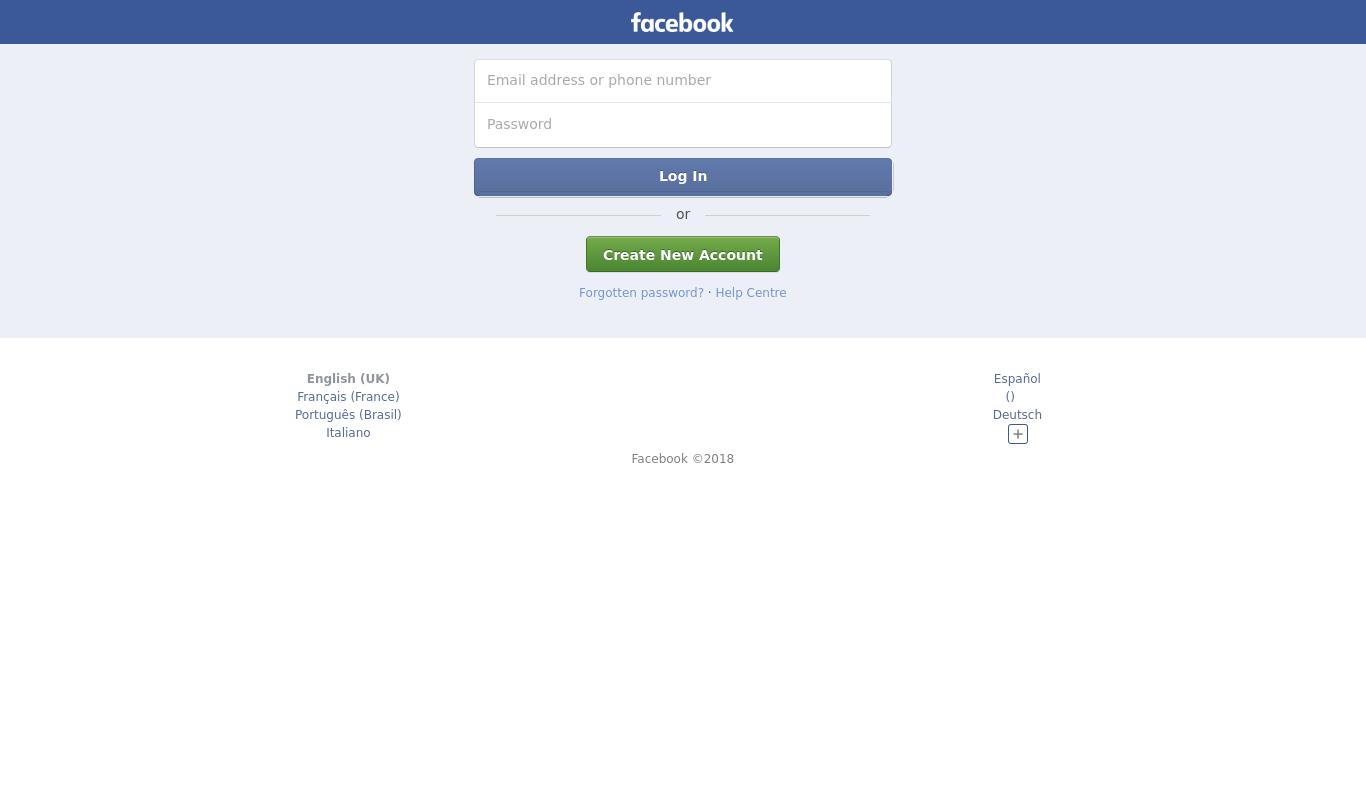 facebook
Email address or phone number
Password
Log In
or
Create New Account
Forgotten password? · Help Centre
English (UK)
Français (France)
Português (Brasil)
Italiano
Español
()
Deutsch
+
Facebook ©2018